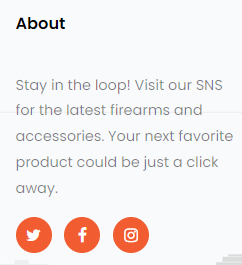 About
Stay in the loop! Visit our SNS
for the latest firearms and
accessories. Your next favorite
product could be just a click
away.